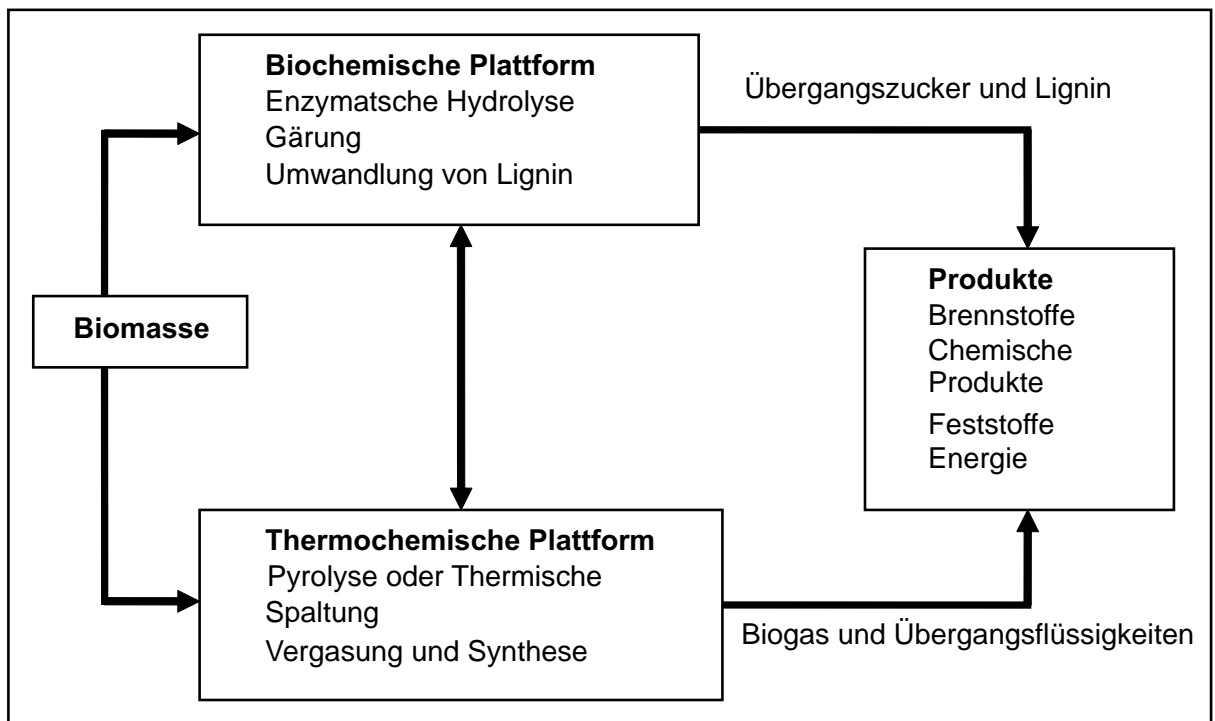 Biochemische Plattform
Enzymatsche Hydrolyse
Gärung
Umwandlung von Lignin
Übergangszucker und Lignin
Biomasse
Produkte
Brennstoffe
Chemische
Produkte
Feststoffe
Energie
Thermochemische Plattform
Pyrolyse oder Thermische
Spaltung
Vergasung und Synthese
Biogas und Übergangsflüssigkeiten